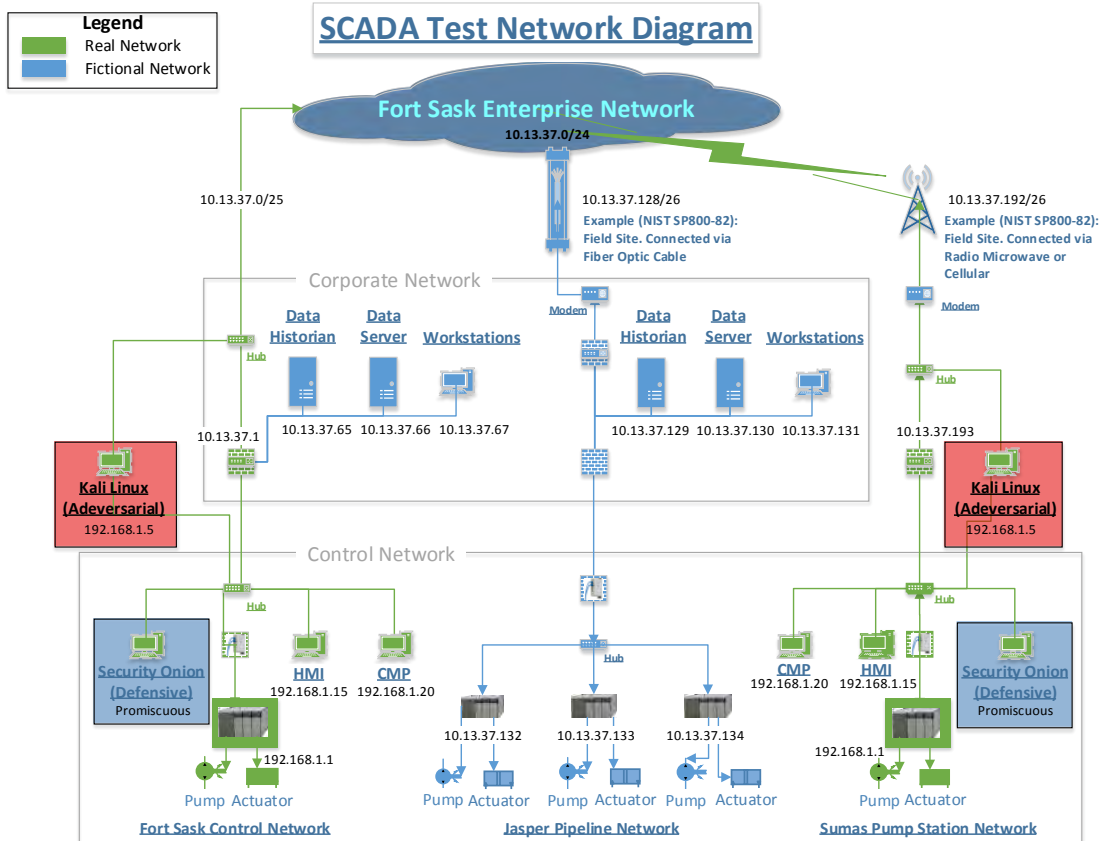 Legend
Real Network
Fictional Network
SCADA Test Network Diagram
Fort Sask Enterprise Network
10.13.37.0/24
10.13.37.0/25
10.13.37.128/26
Example (NIST SP800-82):
Field Site. Connected via
Fiber Optic Cable
10.13.37.192/26
Example (NIST SP800-82):
Field Site. Connected via
Radio Microwave or
Cellular
Corporate Network
Modem
Modem
Hub
Data
Historian
Data
Server
Workstations
Data
Historian
Data
Server
Workstations
Hub
10.13.37.1
10.13.37.65
10.13.37.66
10.13.37.67
10.13.37.129
10.13.37.130
10.13.37.131
10.13.37.193
Kali Linux
(Adeversarial)
192.168.1.5
Kali Linux
(Adeversarial)
192.168.1.5
Control Network
Hub
Hub
Hub
Security Onion
(Defensive)
Promiscuous
HMI
192.168.1.15
CMP
192.168.1.20
CMP
192.168.1.20
HMI
192.168.1.15
Security Onion
(Defensive)
Promiscuous
192.168.1.1
10.13.37.132
10.13.37.133
10.13.37.134
192.168.1.1
Pump
Actuator
Pump
Actuator
Pump
Actuator
Pump
Actuator
Pump
Actuator
Fort Sask Control Network
Jasper Pipeline Network
Sumas Pump Station Network